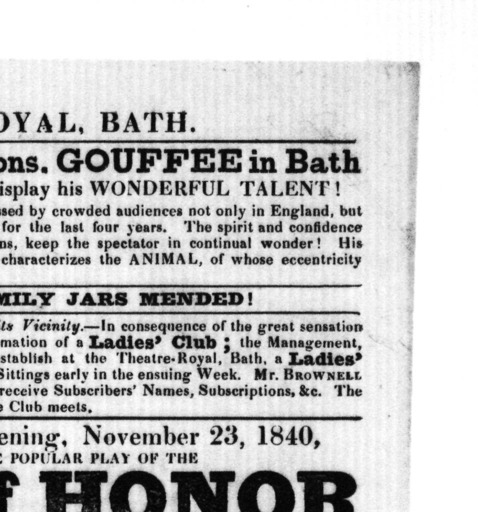 OYAL, BATH.
ons. GOUFFEE in Bath
isplay his WONDERFUL TALENT!
sed by crowded audiences not only in England, but
for the last four years. The spirit and confidence
ns, keep the spectator in continual wonder! His
characterizes the ANIMAL, of whose eccentricity
MILY JARS MENDED!
its Vicinity.—In consequence of the great sensation
mation of a Ladies' Club; the Management,
stablish at the Theatre-Royal, Bath, a Ladies'
Sittings early in the ensuing Week. Mr. BROWNELL
receive Subscribers' Names, Subscriptions, &c. The
e Club meets.
ening, November 23, 1840,
E POPULAR PLAY OF THE
f HONOR